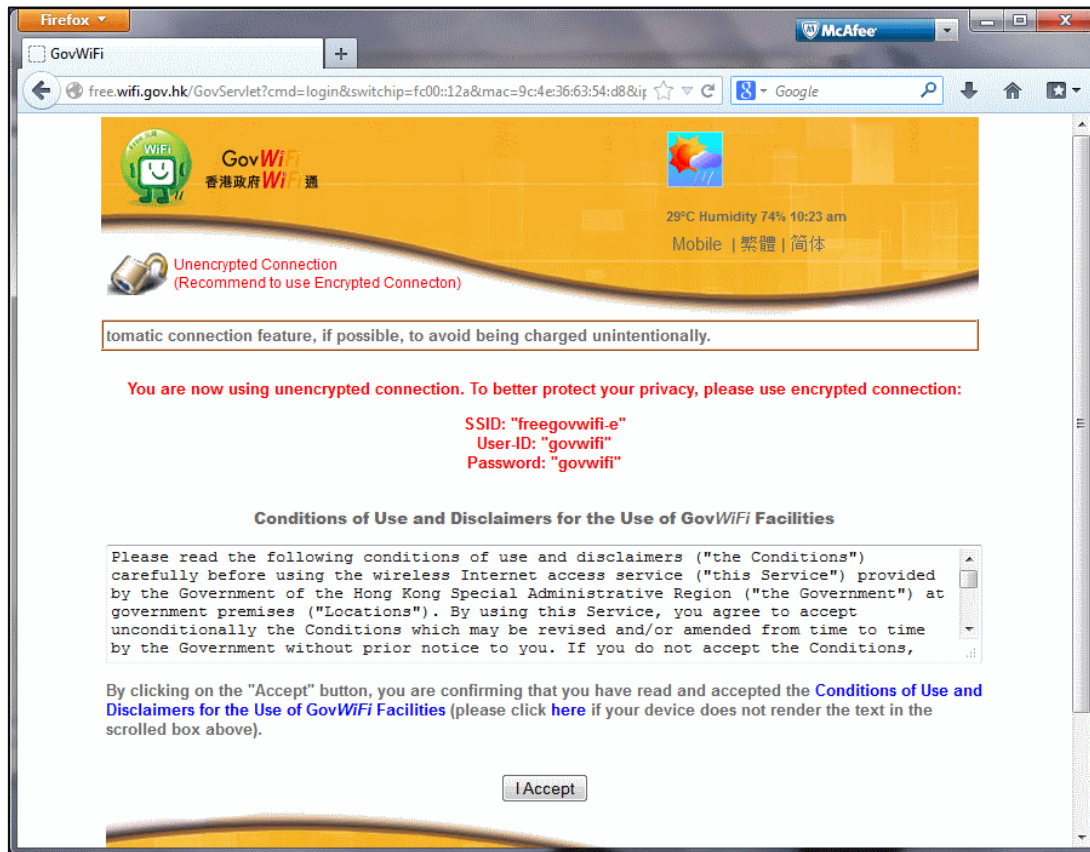 Firefox
McAfee
GovWiFi
free.wifi.gov.hk/GovServlet?cmd=login&switchip=fc00::12a&mac=9c:4e:36:63:54:d8&ip
Google
WiFi
GovWiFi
香港政府WiFi通
29°C Humidity 74% 10:23 am
Mobile | 繁體 | 简体
Unencrypted Connection
(Recommend to use Encrypted Connecton)
tomatic connection feature, if possible, to avoid being charged unintentionally.
You are now using unencrypted connection. To better protect your privacy, please use encrypted connection:
SSID: "freegovwifi-e"
User-ID: "govwifi"
Password: "govwifi"
Conditions of Use and Disclaimers for the Use of GovWiFi Facilities
Please read the following conditions of use and disclaimers ("the Conditions")
carefully before using the wireless Internet access service ("this Service") provided
by the Government of the Hong Kong Special Administrative Region ("the Government") at
government premises ("Locations"). By using this Service, you agree to accept
unconditionally the Conditions which may be revised and/or amended from time to time
by the Government without prior notice to you. If you do not accept the Conditions,
By clicking on the "Accept" button, you are confirming that you have read and accepted the Conditions of Use and
Disclaimers for the Use of GovWiFi Facilities (please click here if your device does not render the text in the
scrolled box above).
I Accept